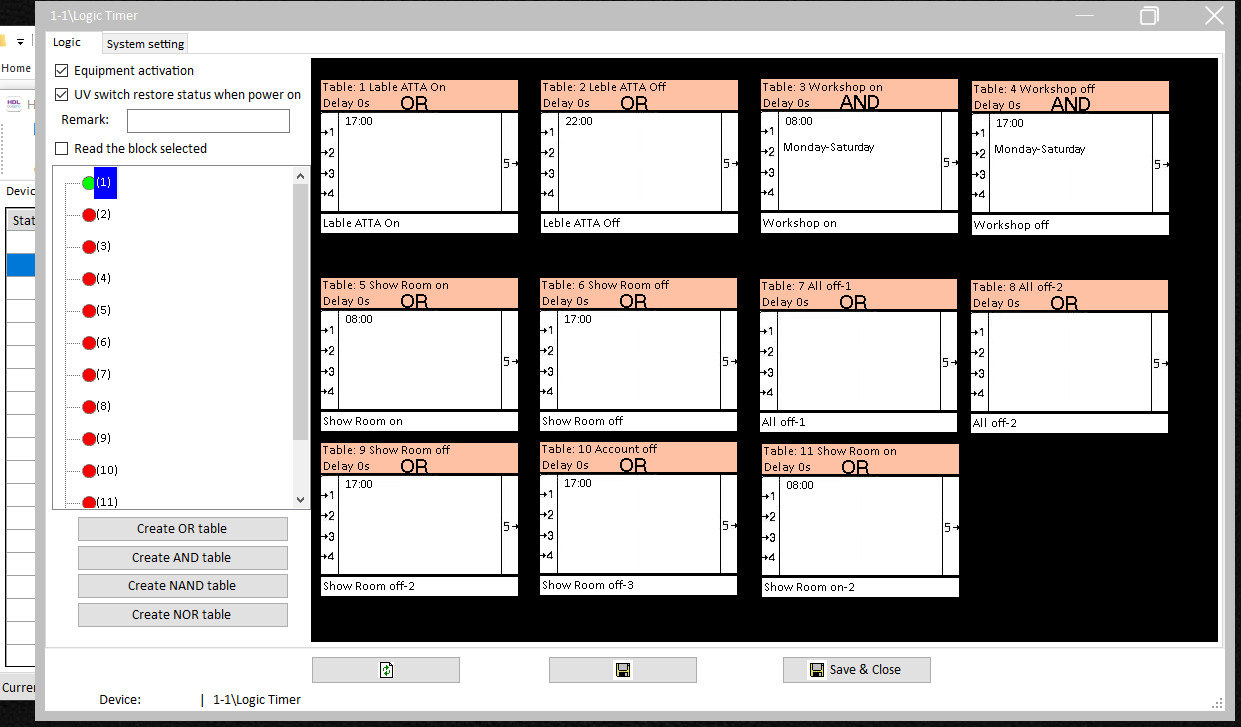 1-1\Logic Timer
Logic
System setting
Home
HDL
Devic
Stat
Currer
Equipment activation
UV switch restore status when power on
Remark:
Read the block selected
(1)
(2)
(3)
(4)
(5)
(6)
(7)
(8)
(9)
(10)
(11)
Create OR table
Create AND table
Create NAND table
Create NOR table
Table: 1 Lable ATTA On
Delay 0s OR
17:00
1
2
3
4
5
Lable ATTA On
Table: 2 Leble ATTA Off
Delay 0s OR
22:00
1
2
3
4
5
Leble ATTA Off
Table: 3 Workshop on
Delay 0s AND
08:00
Monday-Saturday
1
2
3
4
5
Workshop on
Table: 4 Workshop off
Delay 0s AND
17:00
Monday-Saturday
1
2
3
4
5
Workshop off
Table: 5 Show Room on
Delay 0s OR
08:00
1
2
3
4
5
Show Room on
Table: 6 Show Room off
Delay 0s OR
17:00
1
2
3
4
5
Show Room off
Table: 7 All off-1
Delay 0s OR
1
2
3
4
5
All off-1
Table: 8 All off-2
Delay 0s OR
1
2
3
4
5
All off-2
Table: 9 Show Room off
Delay 0s OR
17:00
1
2
3
4
5
Show Room off-2
Table: 10 Account off
Delay 0s OR
17:00
1
2
3
4
5
Show Room off-3
Table: 11 Show Room on
Delay 0s OR
08:00
1
2
3
4
5
Show Room on-2
Save & Close
Device: | 1-1\Logic Timer